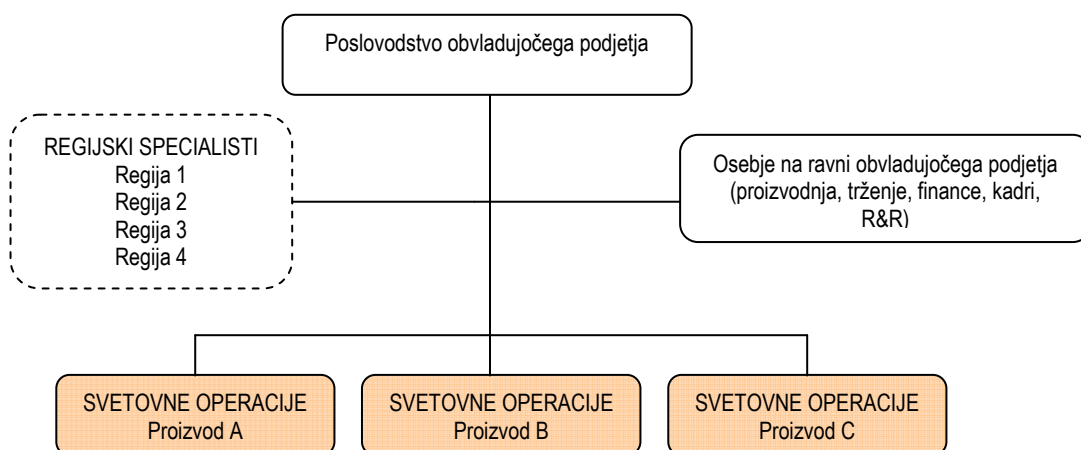 Poslovodstvo obvladujočega podjetja
REGIJSKI SPECIALISTI
Regija 1
Regija 2
Regija 3
Regija 4
Osebje na ravni obvladujočega podjetja
(proizvodnja, trženje, finance, kadri,
R&R)
SVETOVNE OPERACIJE
Proizvod A
SVETOVNE OPERACIJE
Proizvod B
SVETOVNE OPERACIJE
Proizvod C